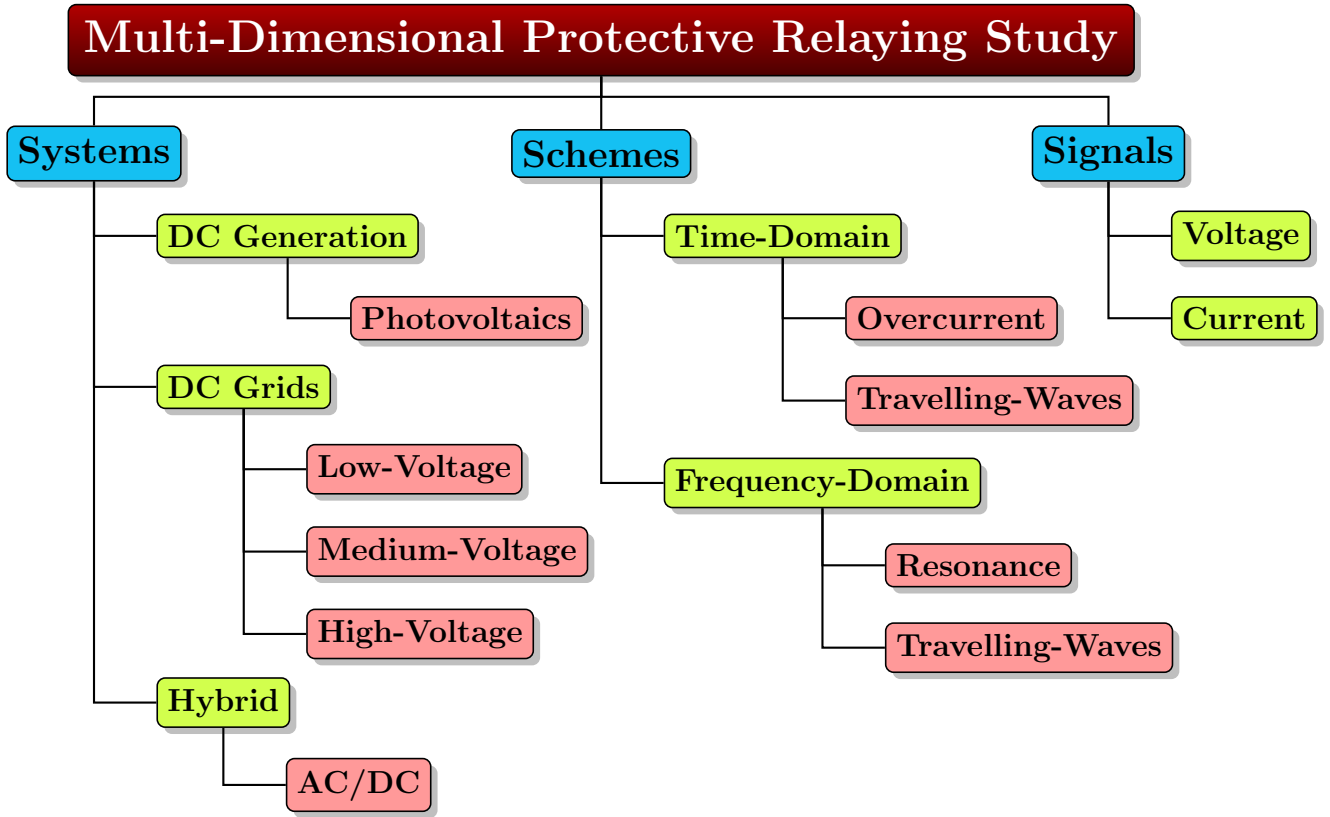 Multi-Dimensional Protective Relaying Study
Systems
DC Generation
Photovoltaics
DC Grids
Low-Voltage
Medium-Voltage
High-Voltage
Hybrid
AC/DC
Schemes
Time-Domain
Overcurrent
Travelling-Waves
Frequency-Domain
Resonance
Travelling-Waves
Signals
Voltage
Current